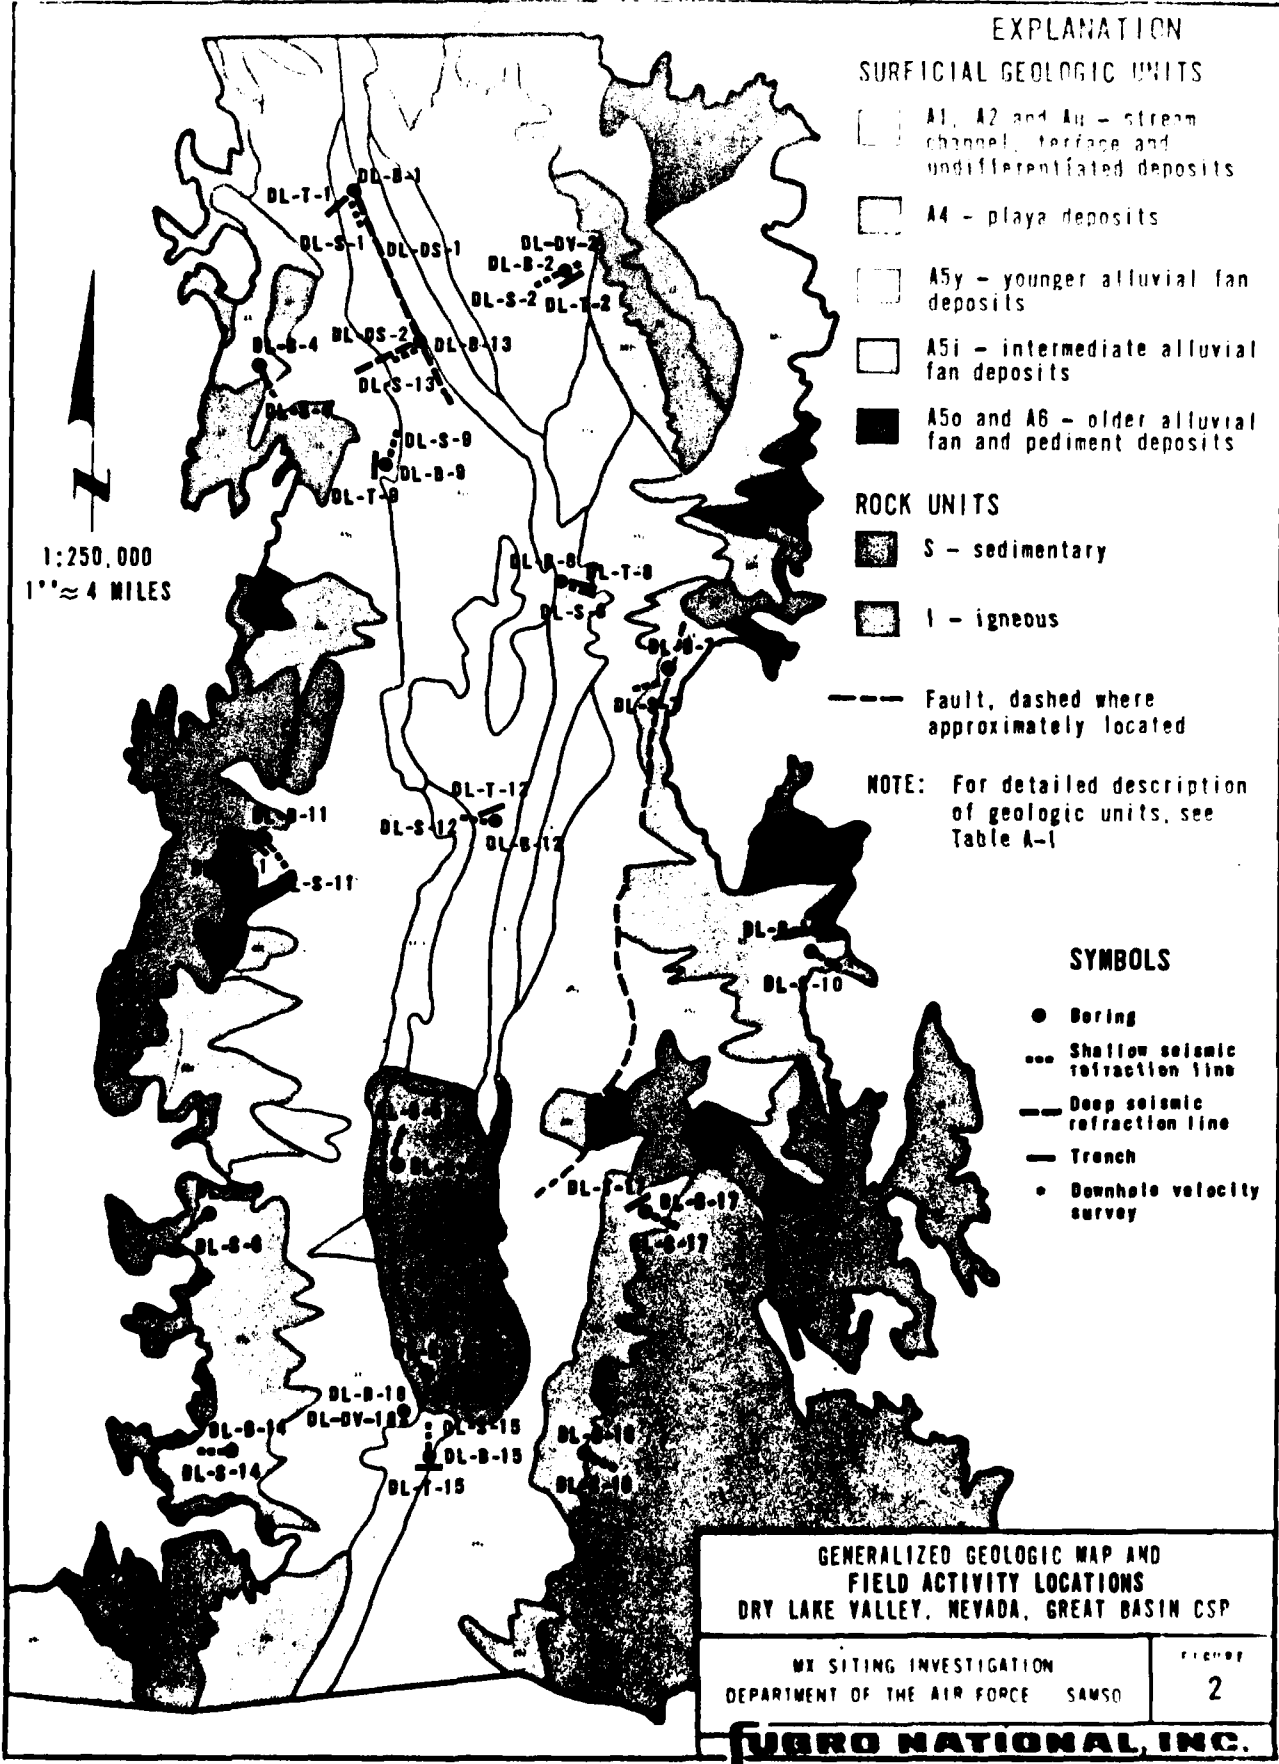 EXPLANATION
SURFICIAL GEOLOGIC UNITS
A1, A2 and Au – stream
channel, terrace and
undifferentiated deposits
A4 – playa deposits
A5y – younger alluvial fan
deposits
A5i – intermediate alluvial
fan deposits
A5o and A6 – older alluvial
fan and pediment deposits
ROCK UNITS
S – sedimentary
I – igneous
Fault, dashed where
approximately located
NOTE: For detailed description
of geologic units, see
Table A-1
SYMBOLS
Boring
Shallow seismic
refraction line
Deep seismic
refraction line
Trench
Downhole velocity
survey
N
1:250,000
1''≈ 4 MILES
DL-B-1
DL-T-1
DL-S-1
DL-DS-1
DL-DV-2
DL-B-2
DL-S-2
DL-T-2
DL-B-4
DL-DS-2
DL-B-13
DL-S-13
DL-S-9
DL-B-9
DL-T-9
DL-T-8
DL-T-12
DL-S-12
DL-B-12
DL-B-11
DL-S-10
DL-B-17
DL-B-18
DL-S-15
DL-B-15
DL-T-15
DL-B-14
DL-S-14
GENERALIZED GEOLOGIC MAP AND
FIELD ACTIVITY LOCATIONS
DRY LAKE VALLEY, NEVADA, GREAT BASIN CSP
MX SITING INVESTIGATION
DEPARTMENT OF THE AIR FORCE SAMSO
FIGURE
2
FUGRO NATIONAL, INC.